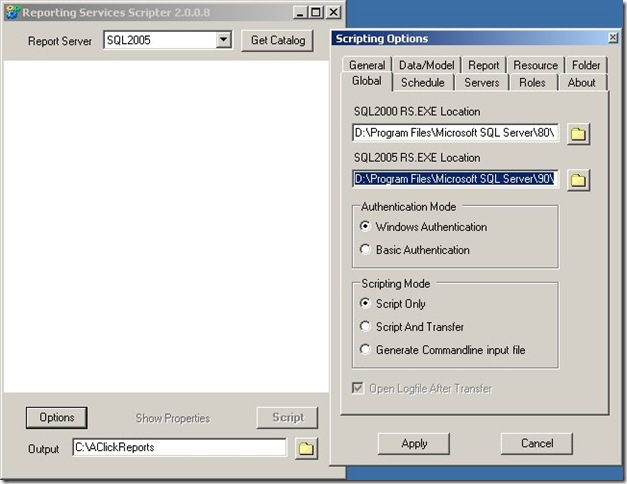 Reporting Services Scripter 2.0.0.8
Report Server
SQL2005
Get Catalog
Options
Show Properties
Script
Output
C:\AClickReports
Scripting Options
General
Data/Model
Report
Resource
Folder
Global
Schedule
Servers
Roles
About
SQL2000 RS.EXE Location
D:\Program Files\Microsoft SQL Server\80\
SQL2005 RS.EXE Location
D:\Program Files\Microsoft SQL Server\90\
Authentication Mode
Windows Authentication
Basic Authentication
Scripting Mode
Script Only
Script And Transfer
Generate Commandline input file
Open Logfile After Transfer
Apply
Cancel